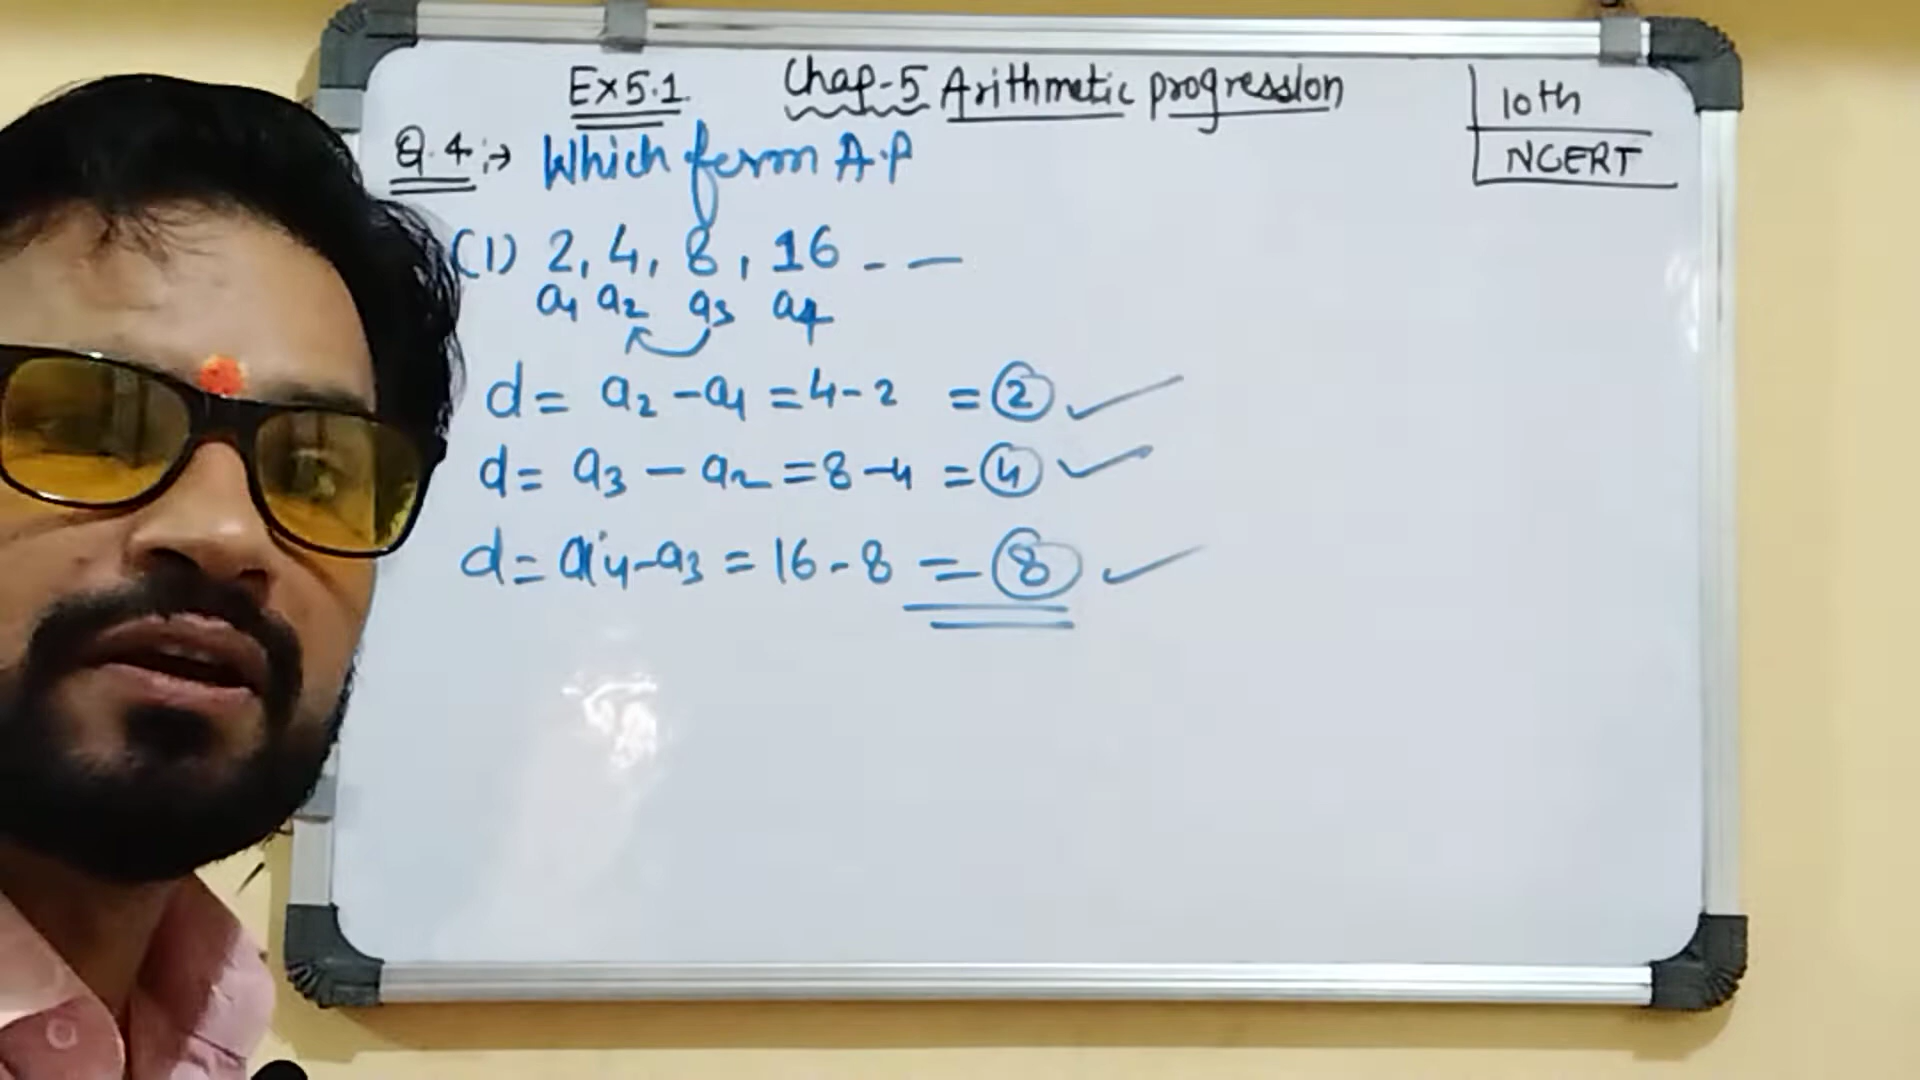 Ex 5.1 Chap-5 Arithmetic progression
10th
NCERT
Q.4 :→ Which form A.P
(1) 2, 4, 8, 16 - —
a1 a2 a3 a4
d = a2 - a1 = 4 - 2 = 2
d = a3 - a2 = 8 - 4 = 4
d = a4 - a3 = 16 - 8 = 8